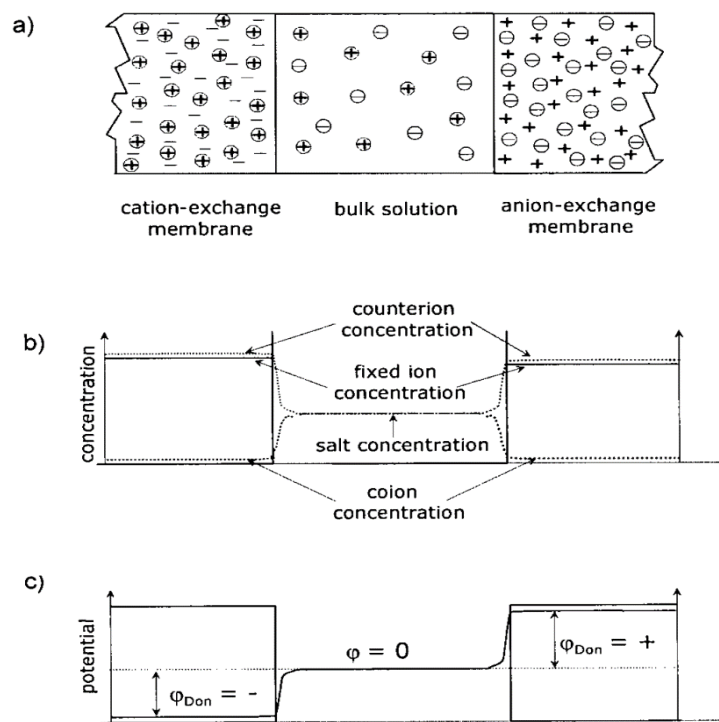 a)
cation-exchange
membrane
bulk solution
anion-exchange
membrane
b)
concentration
counterion
concentration
fixed ion
concentration
salt concentration
coion
concentration
c)
potential
φDon = -
φ = 0
φDon = +